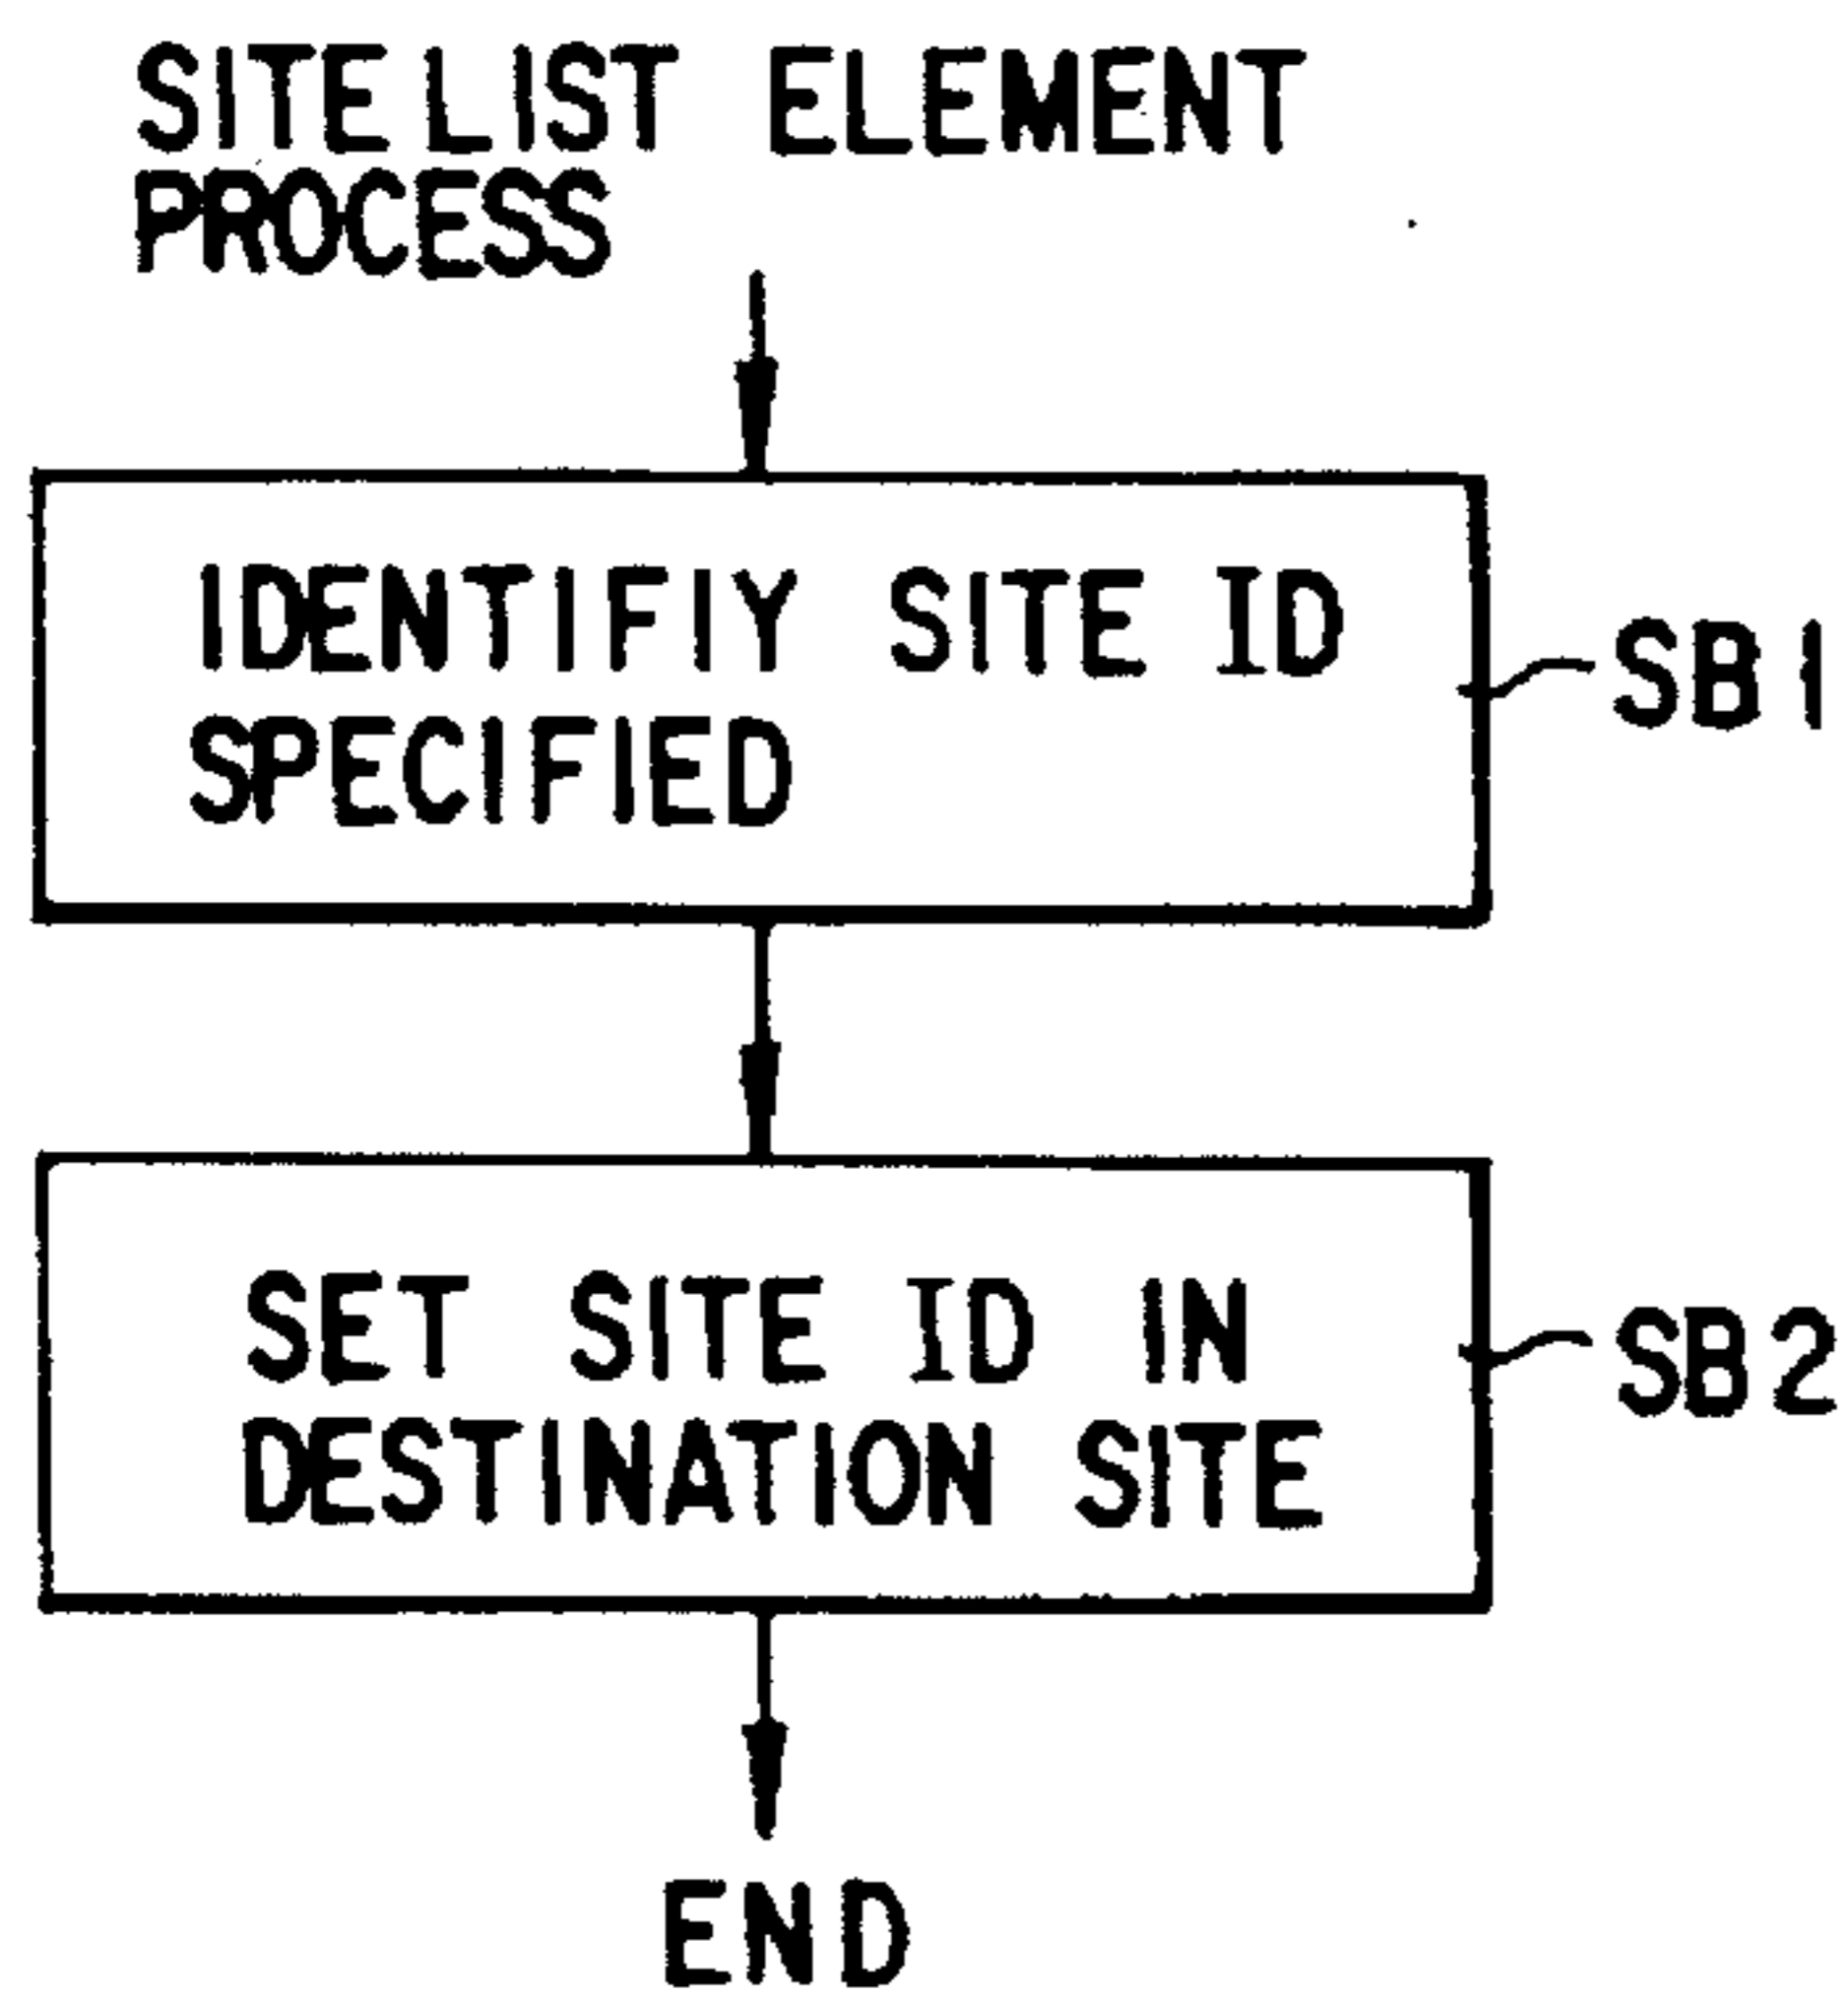 SITE LIST ELEMENT
PROCESS
IDENTIFIY SITE ID
SPECIFIED
SB1
SET SITE ID IN
DESTINATION SITE
SB2
END